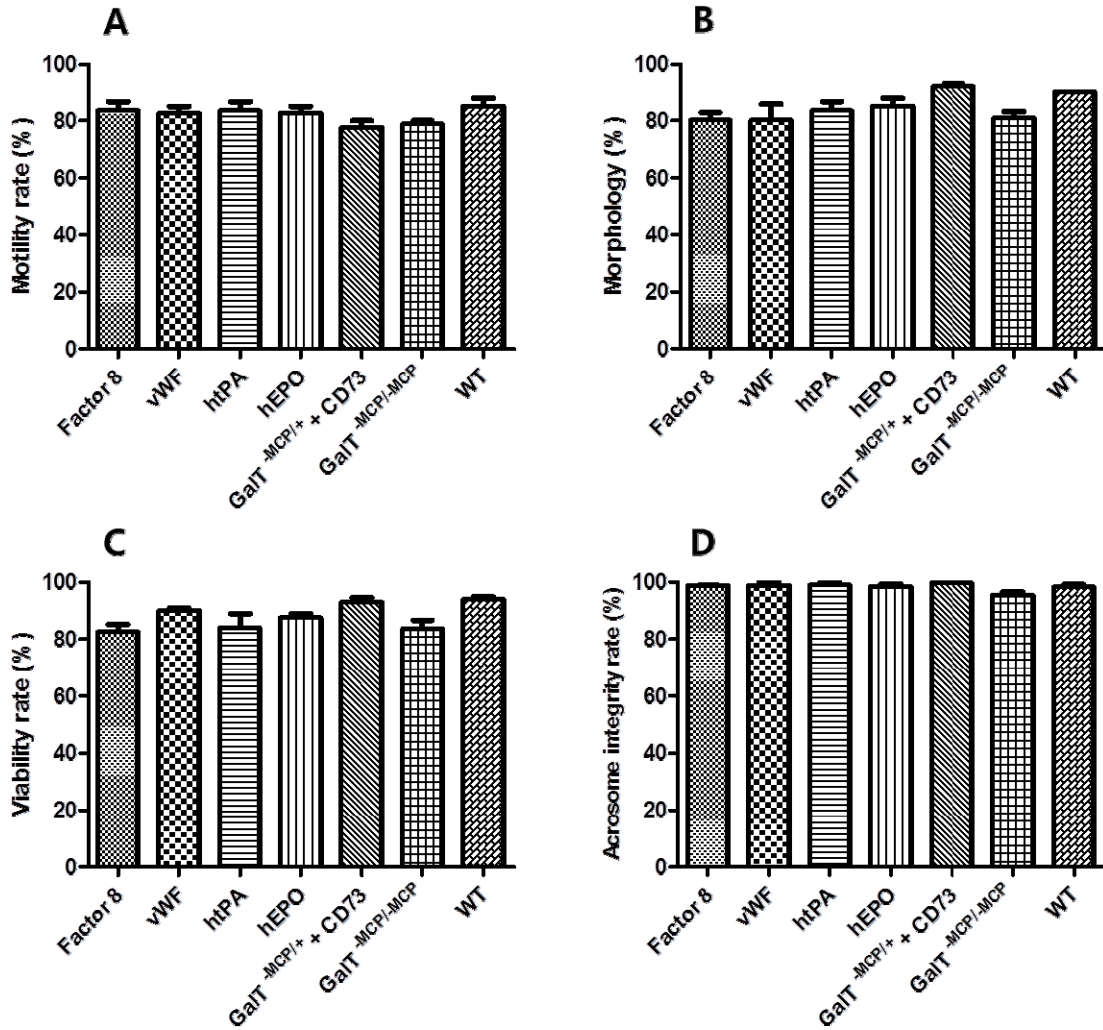 A
Motility rate (%)
100
80
60
40
20
0
Factor 8
vWF
htPA
hEPO
GalT -MCP/+ + CD73
GalT -MCP/-MCP
WT
B
Morphology (%)
100
80
60
40
20
0
Factor 8
vWF
htPA
hEPO
GalT -MCP/+ + CD73
GalT -MCP/-MCP
WT
C
Viability rate (%)
100
80
60
40
20
0
Factor 8
vWF
htPA
hEPO
GalT -MCP/+ + CD73
GalT -MCP/-MCP
WT
D
Acrosome integrity rate (%)
100
80
60
40
20
0
Factor 8
vWF
htPA
hEPO
GalT -MCP/+ + CD73
GalT -MCP/-MCP
WT